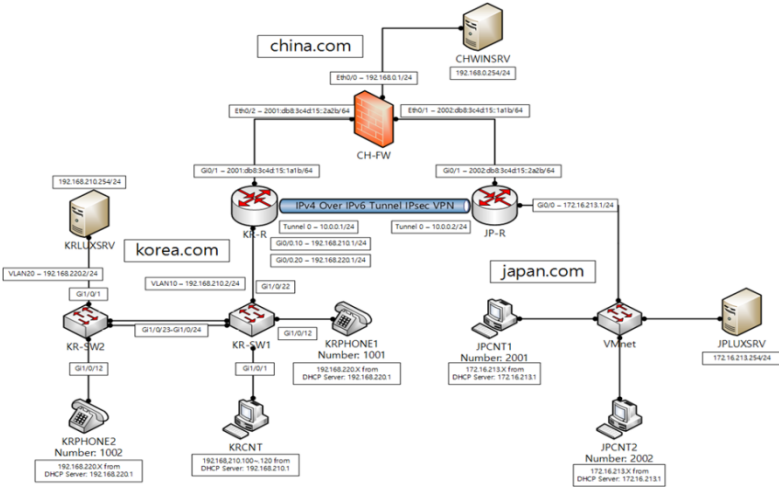 china.com
CHWINSRV
192.168.0.254/24
Eth0/0 – 192.168.0.1/24
Eth0/2 – 2001:db8:3c4d:15::2a2b/64
Eth0/1 – 2002:db8:3c4d:15::1a1b/64
CH-FW
Gi0/1 – 2001:db8:3c4d:15::1a1b/64
Gi0/1 – 2002:db8:3c4d:15::2a2b/64
192.168.210.254/24
KRLUXSRV
IPv4 Over IPv6 Tunnel IPsec VPN
Gi0/0 – 172.16.213.1/24
KR-R
Tunnel 0 – 10.0.0.1/24
Tunnel 0 – 10.0.0.2/24
JP-R
korea.com
Gi0/0.10 – 192.168.210.1/24
Gi0/0.20 – 192.168.220.1/24
japan.com
VLAN20 – 192.168.220.2/24
VLAN10 – 192.168.210.2/24
Gi1/0/1
Gi1/0/22
KR-SW2
Gi1/0/23-Gi1/0/24
KR-SW1
Gi1/0/12
KRPHONE1
Number: 1001
192.168.220.X from
DHCP Server: 192.168.220.1
JPCNT1
Number: 2001
172.16.213.X from
DHCP Server: 172.16.213.1
VMnet
JPLUXSRV
172.16.213.254/24
Gi1/0/12
Gi1/0/1
KRPHONE2
Number: 1002
192.168.220.X from
DHCP Server: 192.168.220.1
KRCNT
192.168.210.100~.120 from
DHCP Server: 192.168.210.1
JPCNT2
Number: 2002
172.16.213.X from
DHCP Server: 172.16.213.1